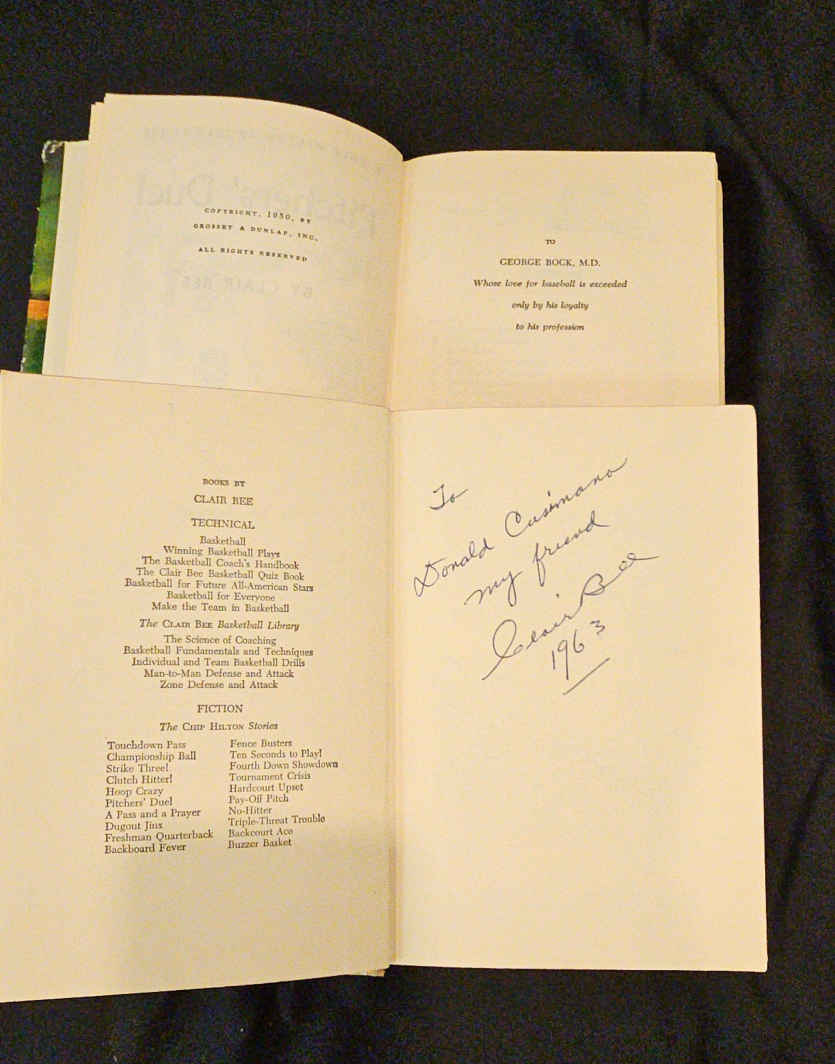 COPYRIGHT, 1950, BY
GROSSET & DUNLAP, INC.
ALL RIGHTS RESERVED
TO
GEORGE BOCK, M.D.
Whose love for baseball is exceeded
only by his loyalty
to his profession
BOOKS BY
CLAIR BEE
TECHNICAL
Basketball
Winning Basketball Plays
The Basketball Coach's Handbook
The Clair Bee Basketball Quiz Book
Basketball for Future All-American Stars
Basketball for Everyone
Make the Team in Basketball
The CLAIR BEE Basketball Library
The Science of Coaching
Basketball Fundamentals and Techniques
Individual and Team Basketball Drills
Man-to-Man Defense and Attack
Zone Defense and Attack
FICTION
The CHIP HILTON Stories
Touchdown Pass
Championship Ball
Strike Three!
Clutch Hitter!
Hoop Crazy
Pitchers' Duel
A Pass and a Prayer
Dugout Jinx
Freshman Quarterback
Backboard Fever
Fence Busters
Ten Seconds to Play!
Fourth Down Showdown
Tournament Crisis
Hardcourt Upset
Pay-Off Pitch
No-Hitter
Triple-Threat Trouble
Backcourt Ace
Buzzer Basket
To
Donald Cusimano
my friend
Clair Bee
1963